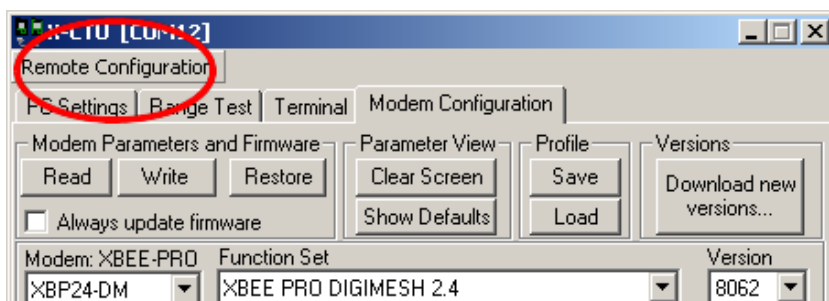 X-CTU [COM12]
Remote Configuration
PC Settings Range Test Terminal Modem Configuration
Modem Parameters and Firmware Parameter View Profile Versions
Read Write Restore Clear Screen Save Download new versions...
Always update firmware Show Defaults Load
Modem: XBEE-PRO Function Set Version
XBP24-DM XBEE PRO DIGIMESH 2.4 8062